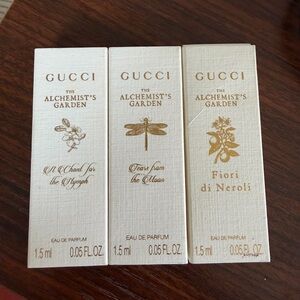 GUCCI
THE
ALCHEMIST'S
GARDEN
A Chant for
the Nymph
EAU DE PARFUM
1.5 ml 0.05 FL.OZ.
GUCCI
THE
ALCHEMIST'S
GARDEN
Tears from
the Moon
EAU DE PARFUM
1.5 ml 0.05 FL.OZ.
GUCCI
THE
ALCHEMIST'S
GARDEN
Fiori
di Neroli
EAU DE PARFUM
1.5 ml 0.05 FL.OZ.